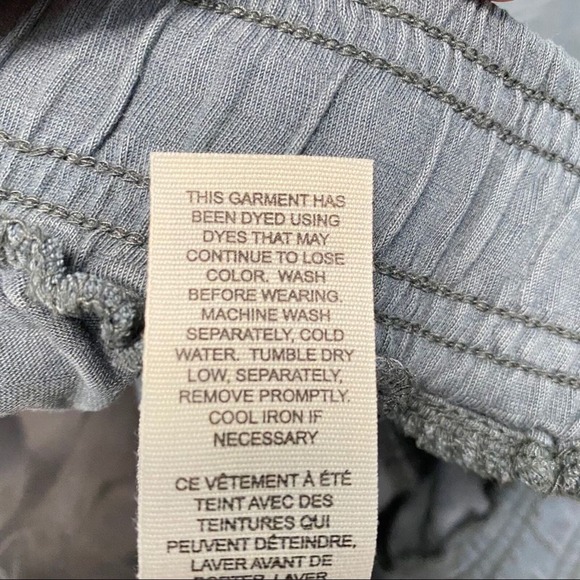 THIS GARMENT HAS
BEEN DYED USING
DYES THAT MAY
CONTINUE TO LOSE
COLOR. WASH
BEFORE WEARING.
MACHINE WASH
SEPARATELY, COLD
WATER. TUMBLE DRY
LOW, SEPARATELY,
REMOVE PROMPTLY.
COOL IRON IF
NECESSARY
CE VÊTEMENT À ÉTÉ
TEINT AVEC DES
TEINTURES QUI
PEUVENT DÉTEINDRE,
LAVER AVANT DE
PORTER. LAVER